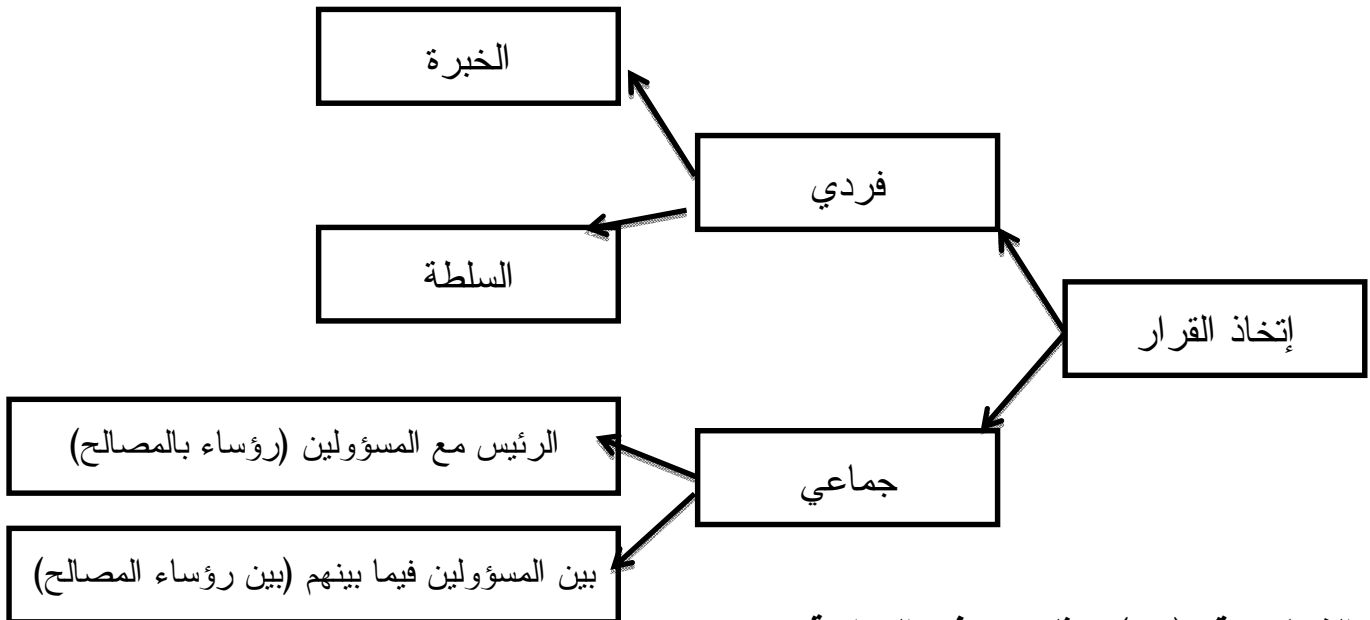 الخبرة
فردي
السلطة
إتخاذ القرار
الرئيس مع المسؤولين (رؤساء بالمصالح)
جماعي
بين المسؤولين فيما بينهم (بين رؤساء المصالح)